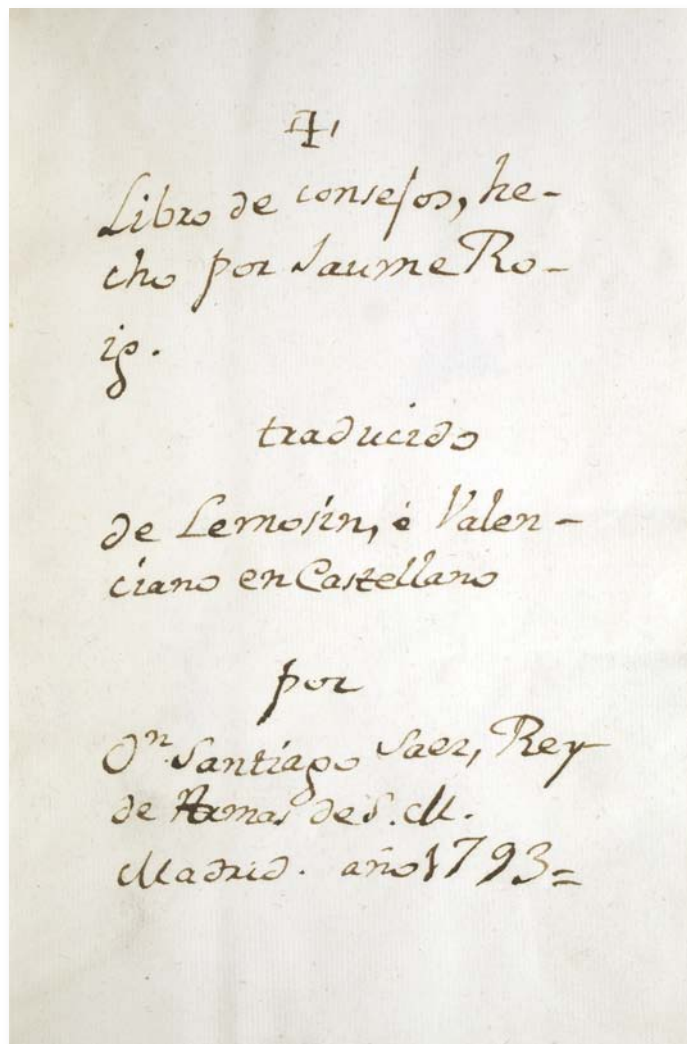 Libro de consejos, he-
cho por Jaume Ro-
ig.
traducido
de Lemosin, ó Valen-
ciano en Castellano
por
Dn. Santiago Saez, Rey
de Armas de S. M.
Madrid. año 1793=